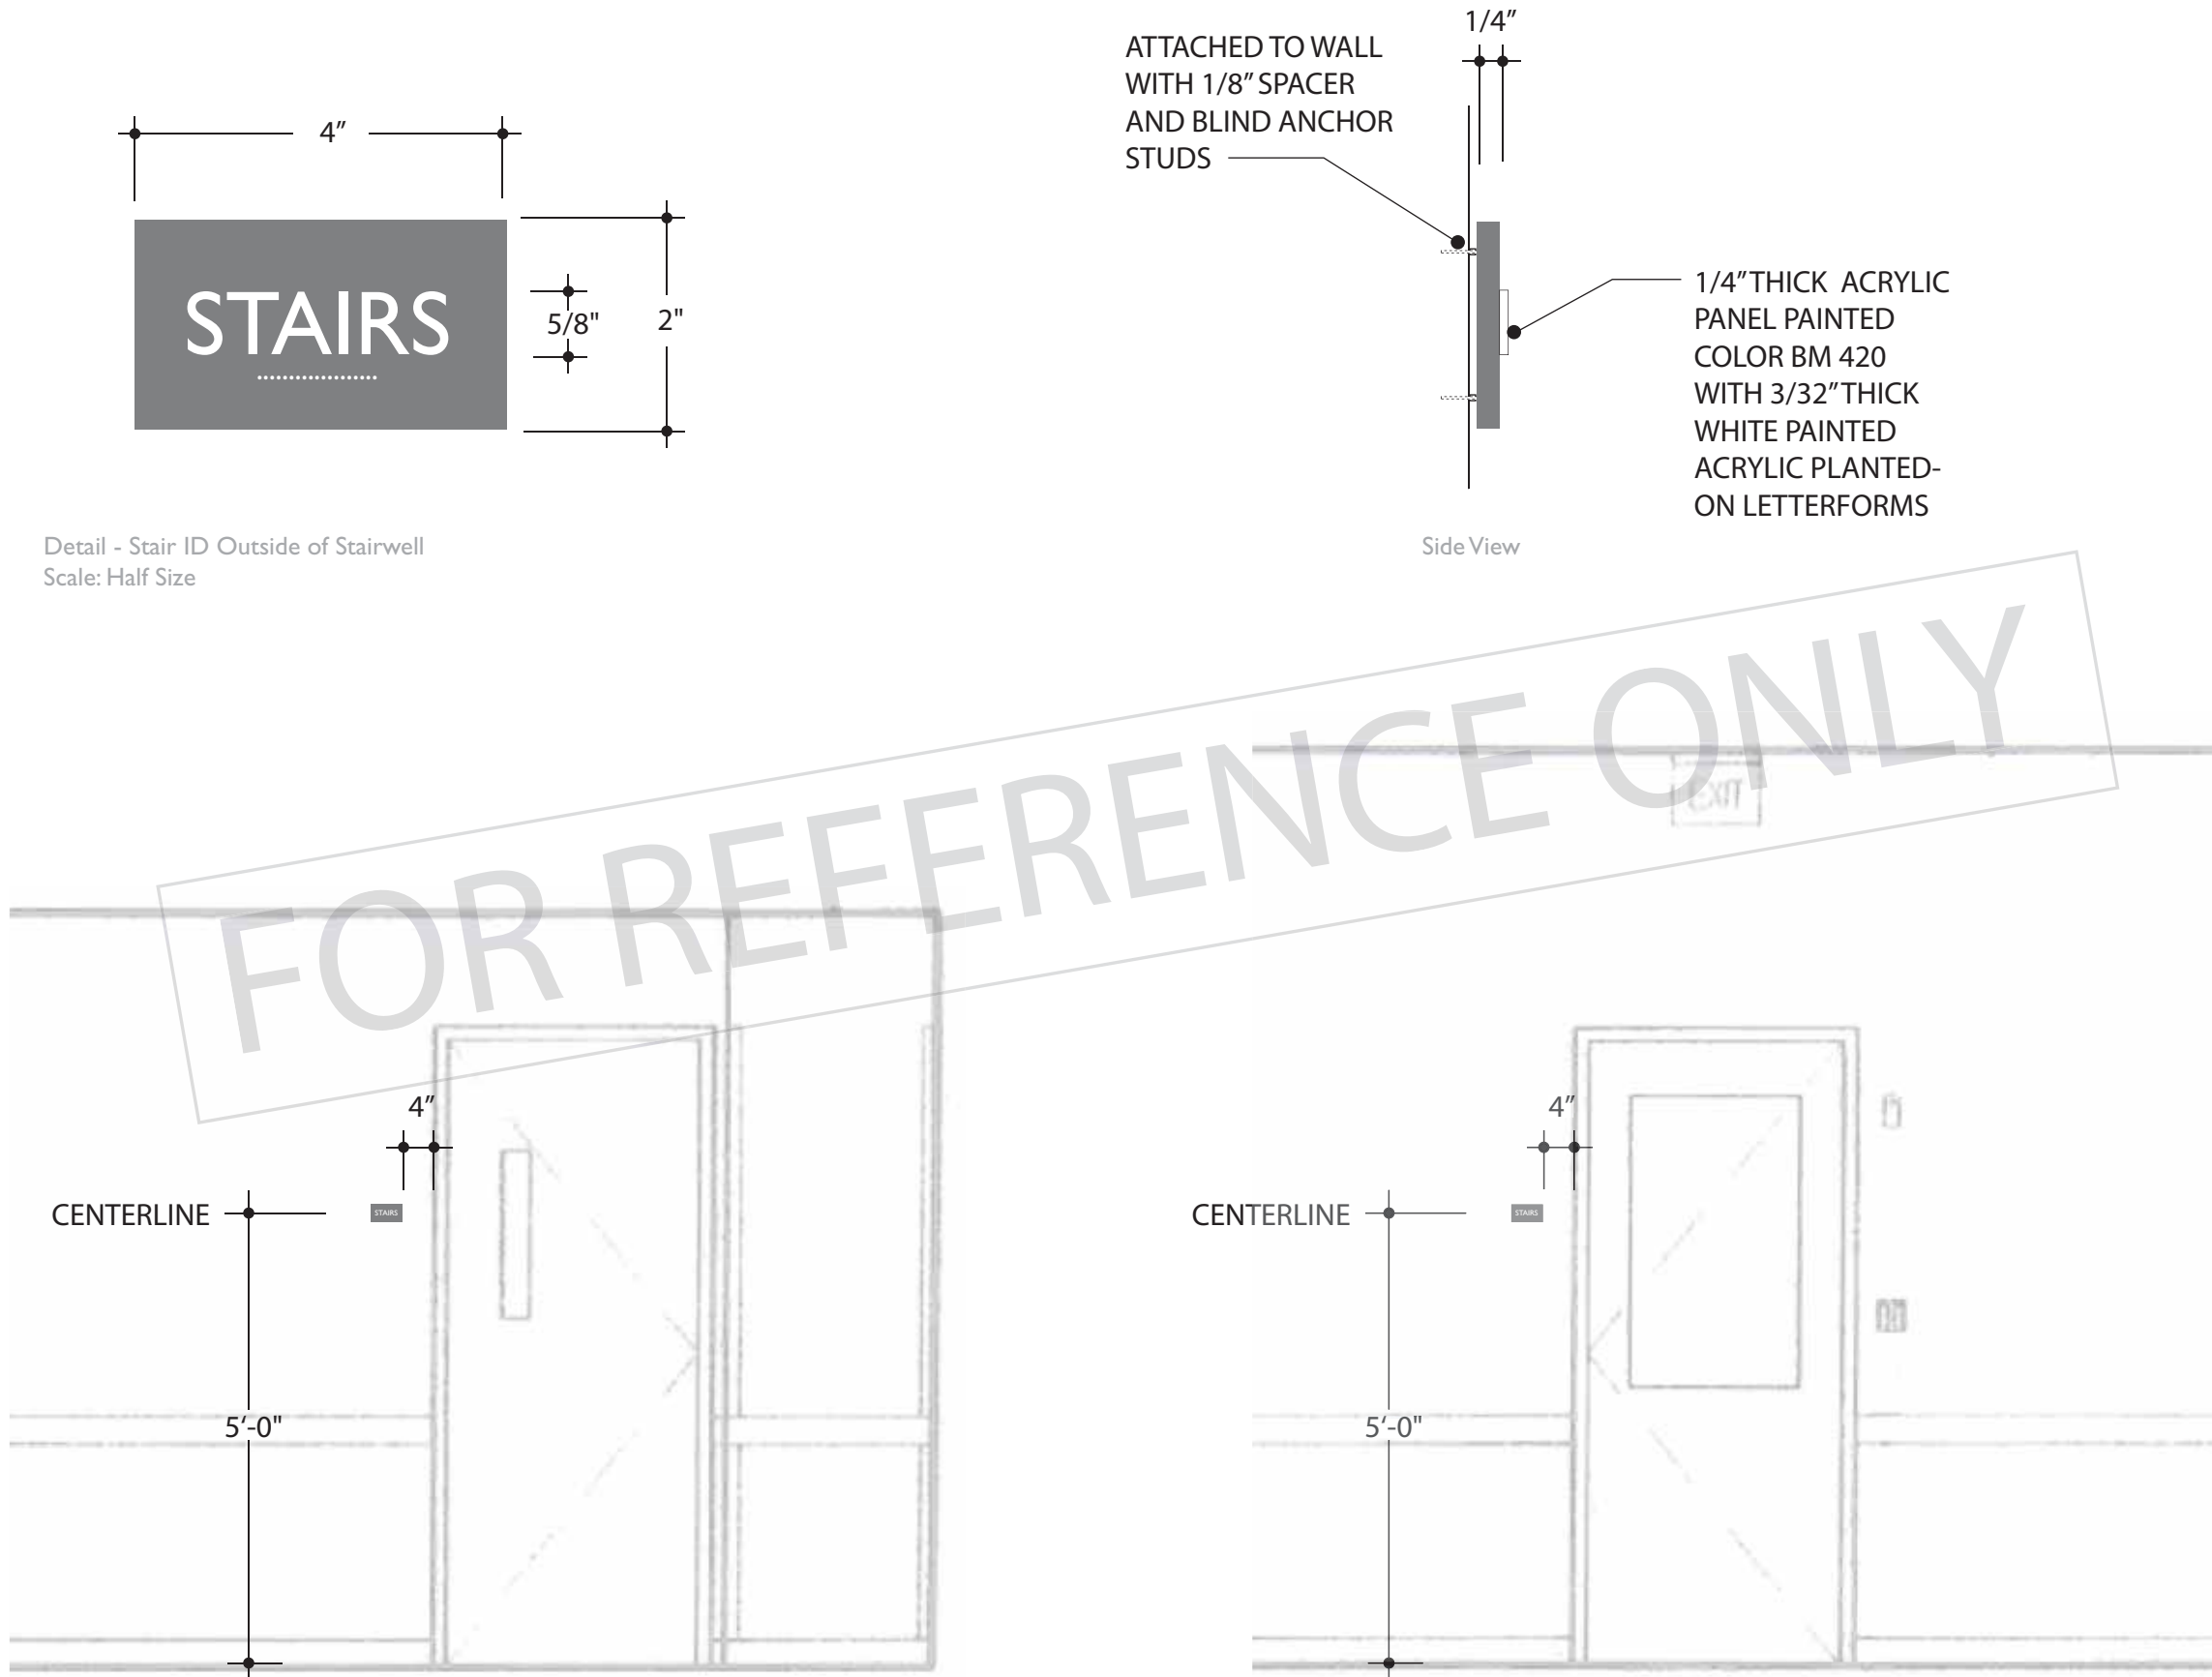 1/4”
ATTACHED TO WALL
WITH 1/8” SPACER
AND BLIND ANCHOR
STUDS
4”
STAIRS
5/8"
2"
1/4” THICK ACRYLIC
PANEL PAINTED
COLOR BM 420
WITH 3/32” THICK
WHITE PAINTED
ACRYLIC PLANTED-
ON LETTERFORMS
Detail - Stair ID Outside of Stairwell
Scale: Half Size
Side View
FOR REFERENCE ONLY
EXIT
4”
CENTERLINE
STAIRS
5‘-0"
4”
CENTERLINE
STAIRS
5‘-0"